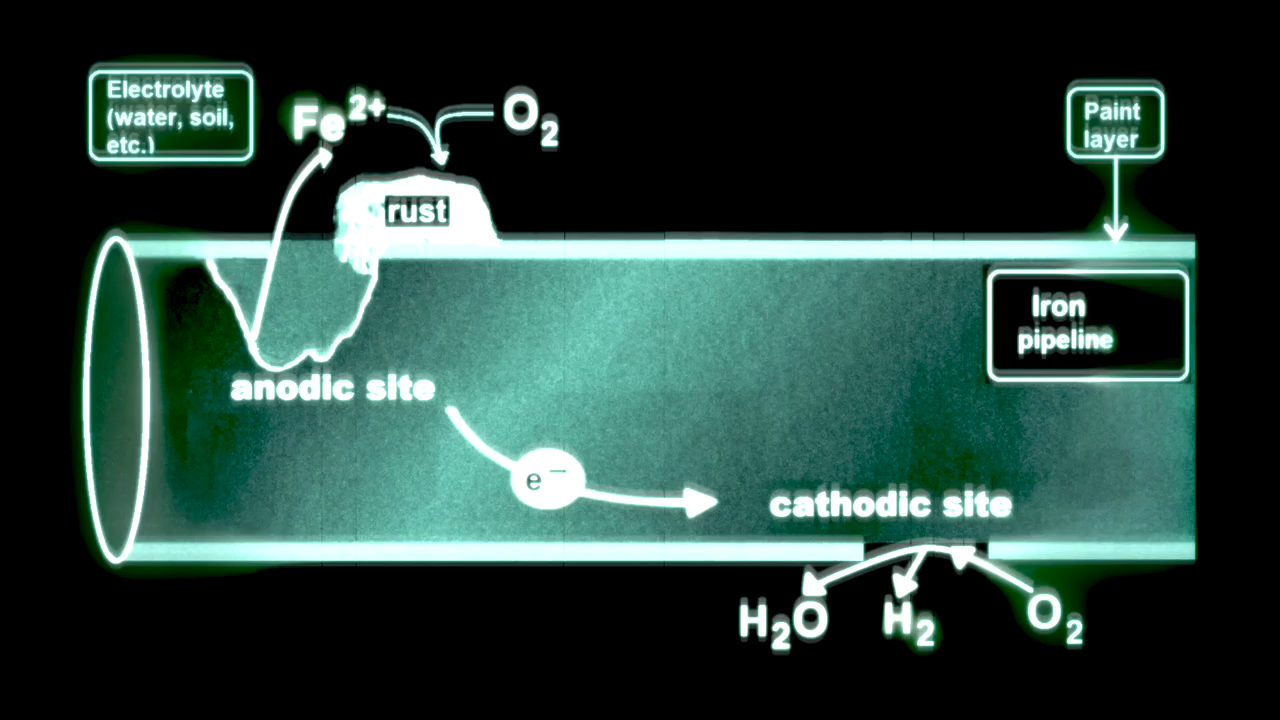 Electrolyte
(water, soil,
etc.)
Fe2+
O2
Paint
layer
rust
Iron
pipeline
anodic site
e−
cathodic site
H2O
H2
O2